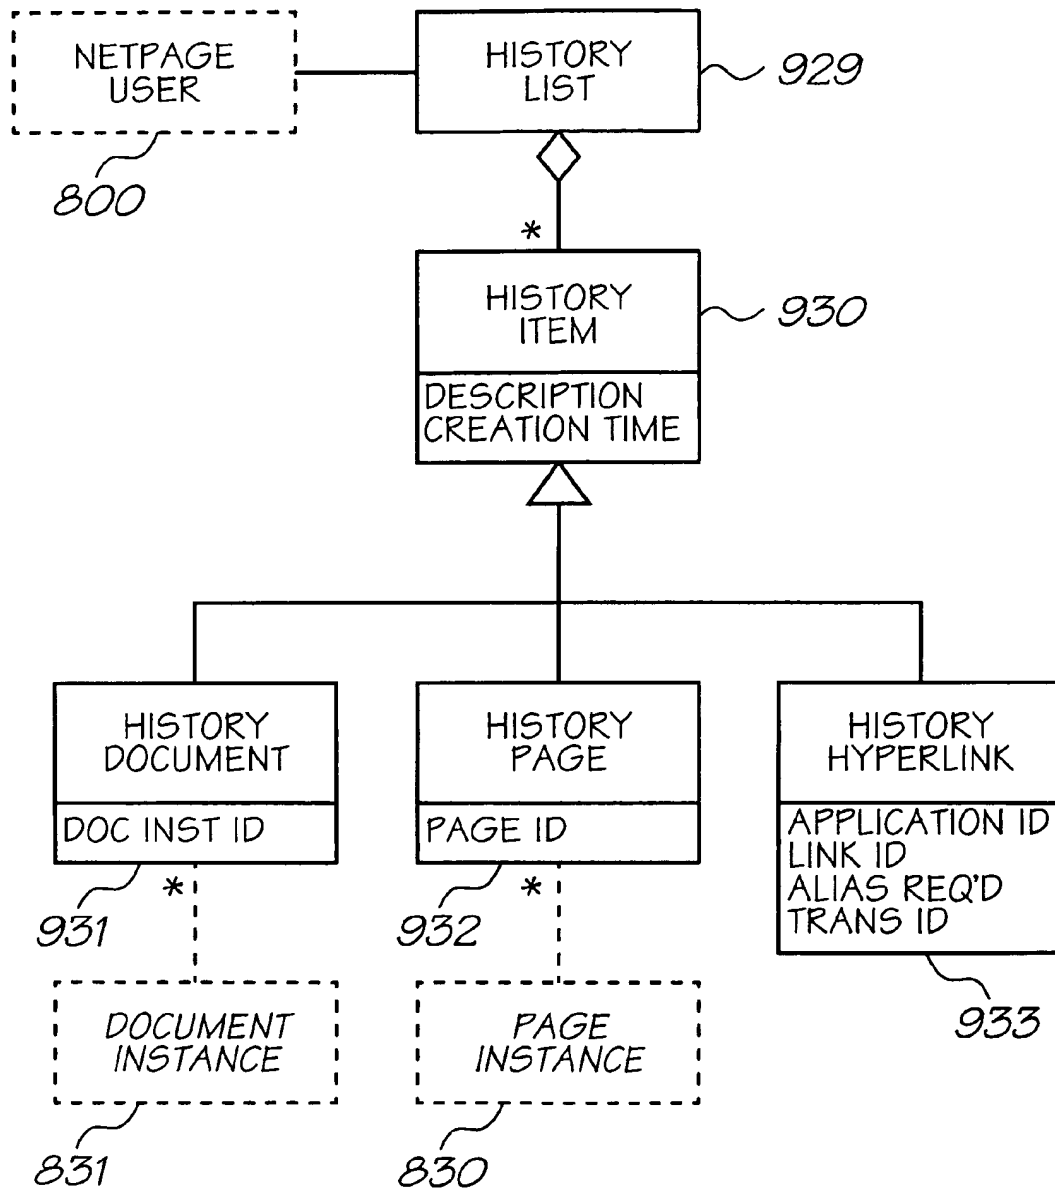 NETPAGE
USER
800
HISTORY
LIST
929
*
HISTORY
ITEM
930
DESCRIPTION
CREATION TIME
HISTORY
DOCUMENT
DOC INST ID
931
*
HISTORY
PAGE
PAGE ID
932
*
HISTORY
HYPERLINK
APPLICATION ID
LINK ID
ALIAS REQ'D
TRANS ID
933
DOCUMENT
INSTANCE
831
PAGE
INSTANCE
830